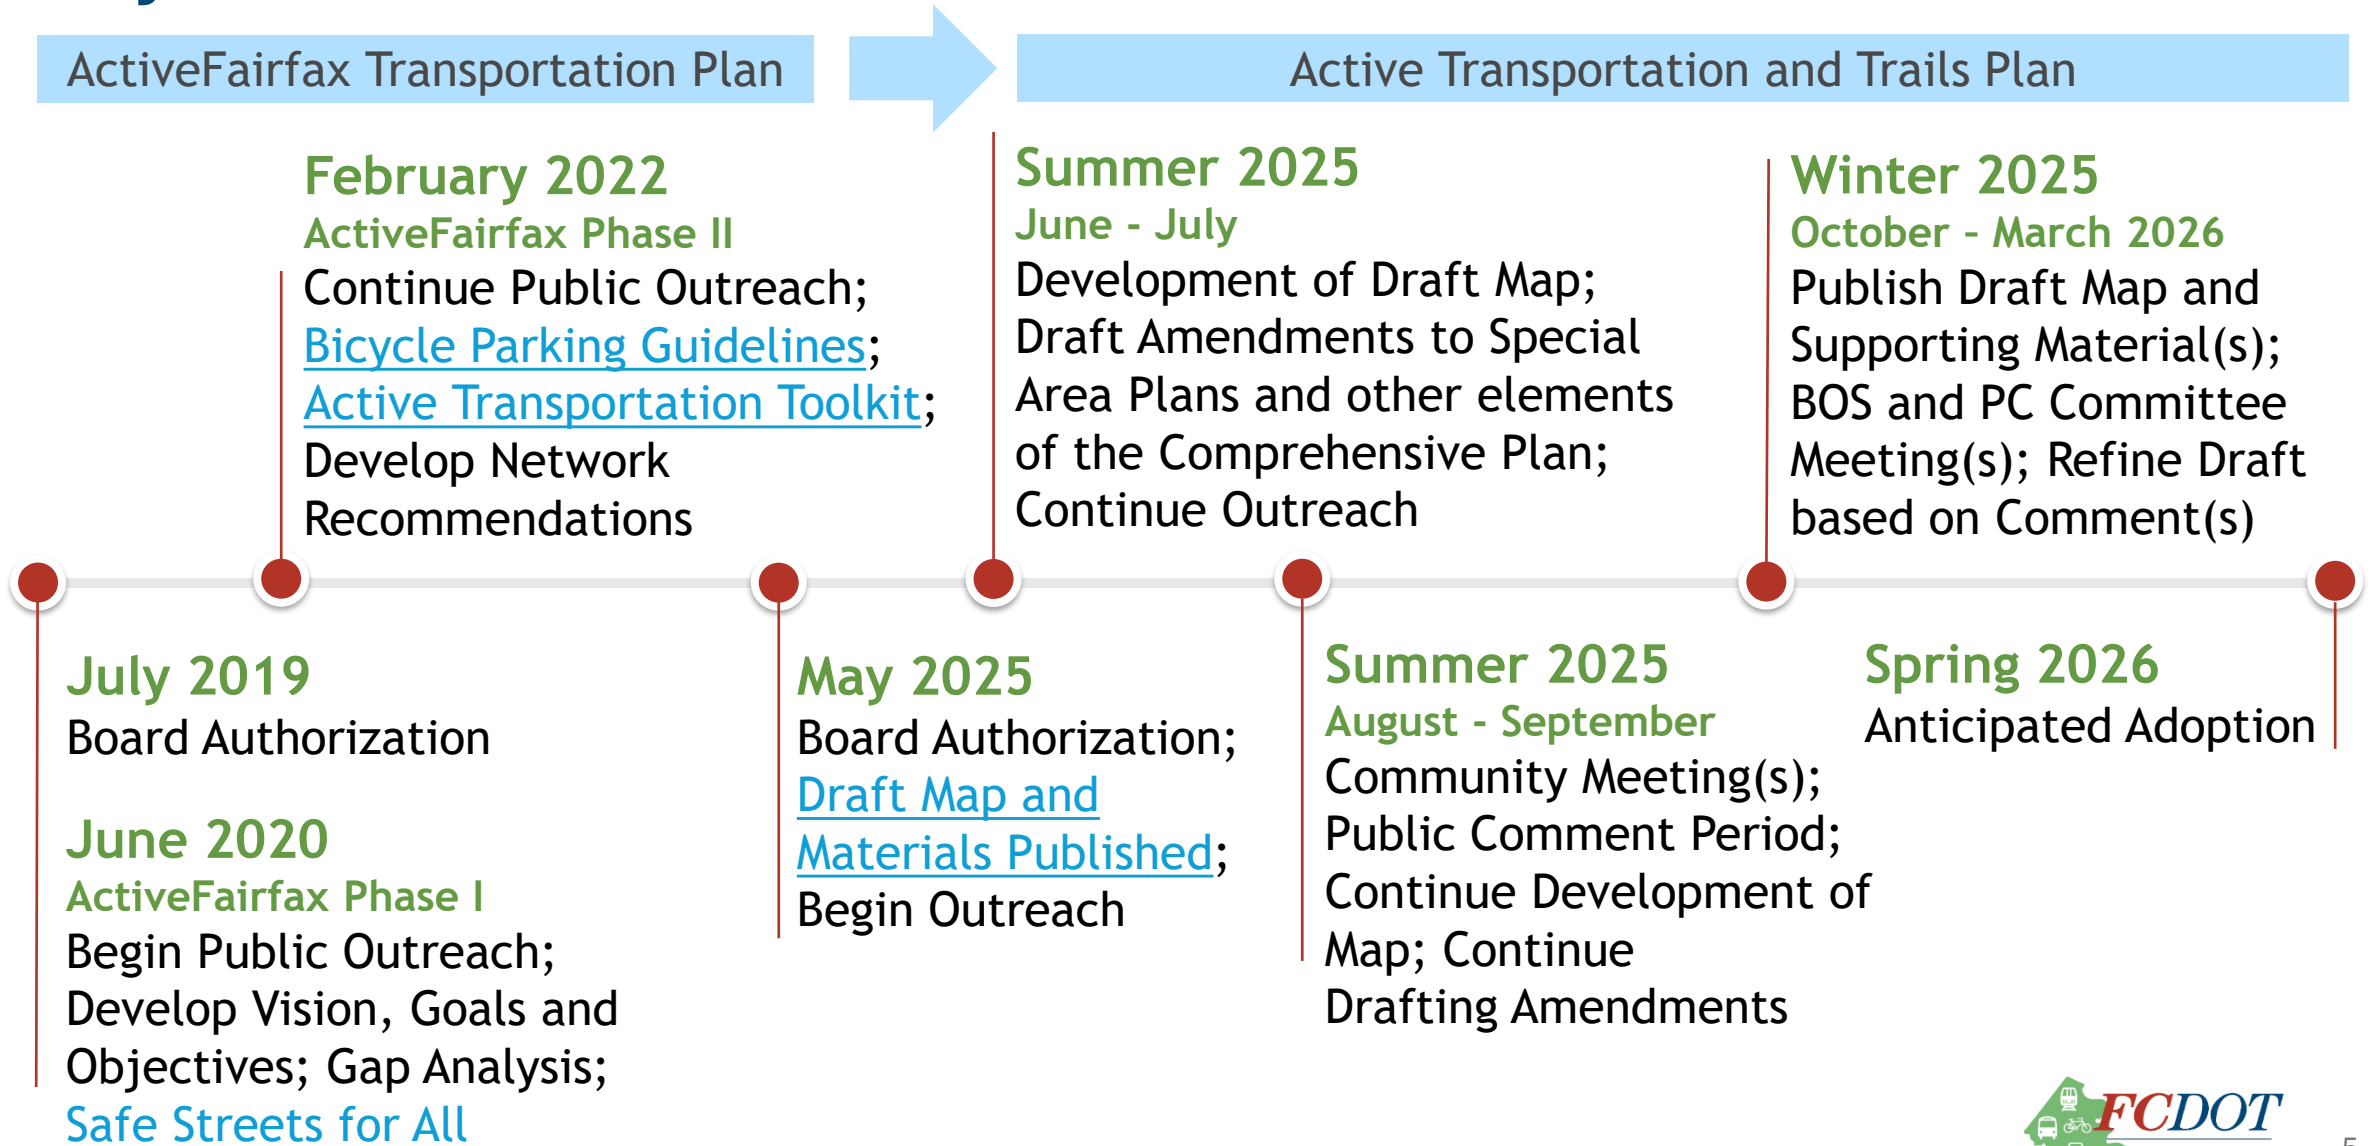 ActiveFairfax Transportation Plan
Active Transportation and Trails Plan
February 2022
ActiveFairfax Phase II
Continue Public Outreach;
Bicycle Parking Guidelines;
Active Transportation Toolkit;
Develop Network
Recommendations
Summer 2025
June - July
Development of Draft Map;
Draft Amendments to Special
Area Plans and other elements
of the Comprehensive Plan;
Continue Outreach
Winter 2025
October – March 2026
Publish Draft Map and
Supporting Material(s);
BOS and PC Committee
Meeting(s); Refine Draft
based on Comment(s)
July 2019
Board Authorization
June 2020
ActiveFairfax Phase I
Begin Public Outreach;
Develop Vision, Goals and
Objectives; Gap Analysis;
Safe Streets for All
May 2025
Board Authorization;
Draft Map and
Materials Published;
Begin Outreach
Summer 2025
August - September
Community Meeting(s);
Public Comment Period;
Continue Development of
Map; Continue
Drafting Amendments
Spring 2026
Anticipated Adoption
FCDOT